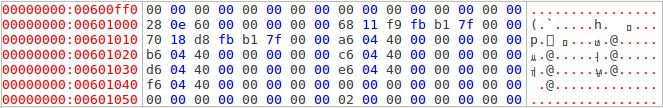 00000000:00600ff0 00 00 00 00 00 00 00 00 00 00 00 00 00 00 00 00 ................
00000000:00601000 28 0e 60 00 00 00 00 00 68 11 f9 fb b1 7f 00 00 (.`.....h.
00000000:00601010 70 18 d8 fb b1 7f 00 00 a6 04 40 00 00 00 00 00 p. .@.....
00000000:00601020 b6 04 40 00 00 00 00 00 c6 04 40 00 00 00 00 00 .@..... .@.....
00000000:00601030 d6 04 40 00 00 00 00 00 e6 04 40 00 00 00 00 00 .@..... .@.....
00000000:00601040 f6 04 40 00 00 00 00 00 00 00 00 00 00 00 00 00 .@.............
00000000:00601050 00 00 00 00 00 00 00 00 02 00 00 00 00 00 00 00 ................